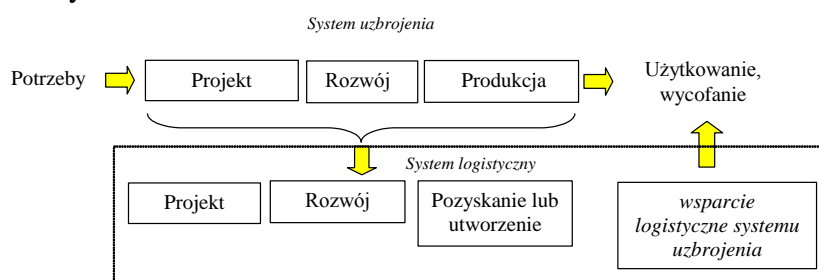 System uzbrojenia
Potrzeby
Projekt
Rozwój
Produkcja
Użytkowanie,
wycofanie
System logistyczny
Projekt
Rozwój
Pozyskanie lub
utworzenie
wsparcie
logistyczne systemu
uzbrojenia